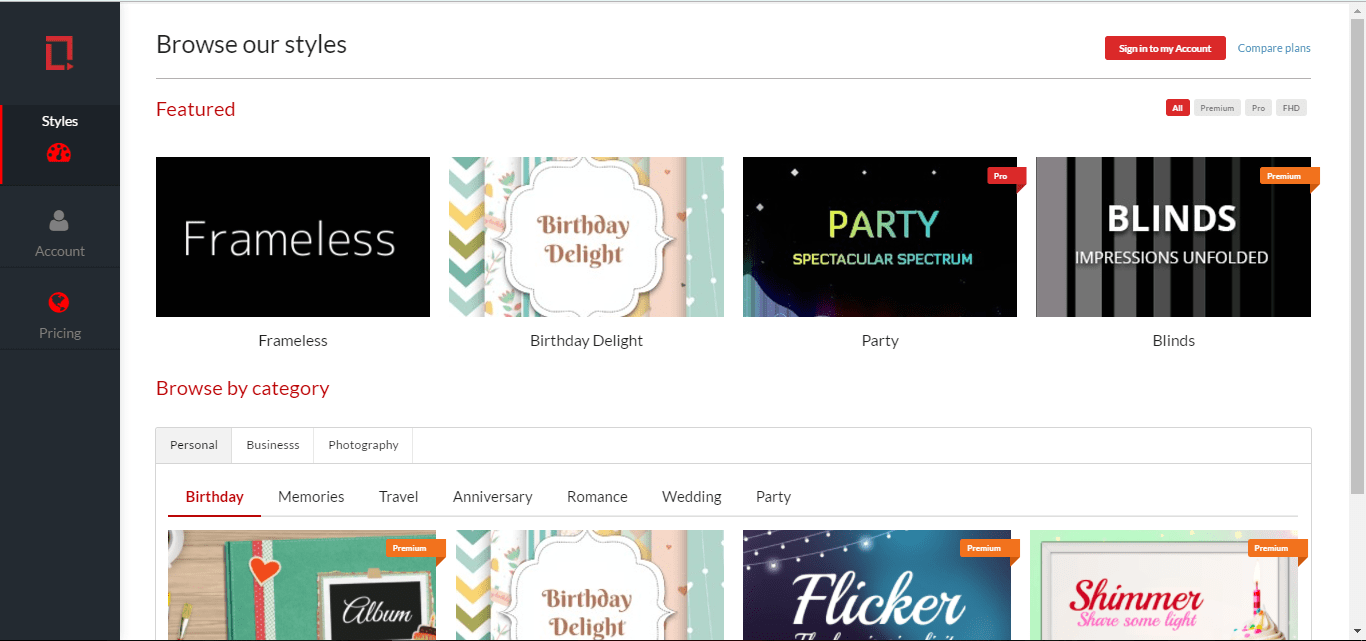 Browse our styles
Sign in to my Account
Compare plans
Styles
Account
Pricing
Featured
All
Premium
Pro
FHD
Frameless
Birthday
Delight
Pro
PARTY
SPECTACULAR SPECTRUM
Premium
BLINDS
IMPRESSIONS UNFOLDED
Frameless
Birthday Delight
Party
Blinds
Browse by category
Personal
Businesss
Photography
Birthday
Memories
Travel
Anniversary
Romance
Wedding
Party
Premium
Album
Birthday
Delight
Premium
Flicker
Premium
Shimmer
Share some light